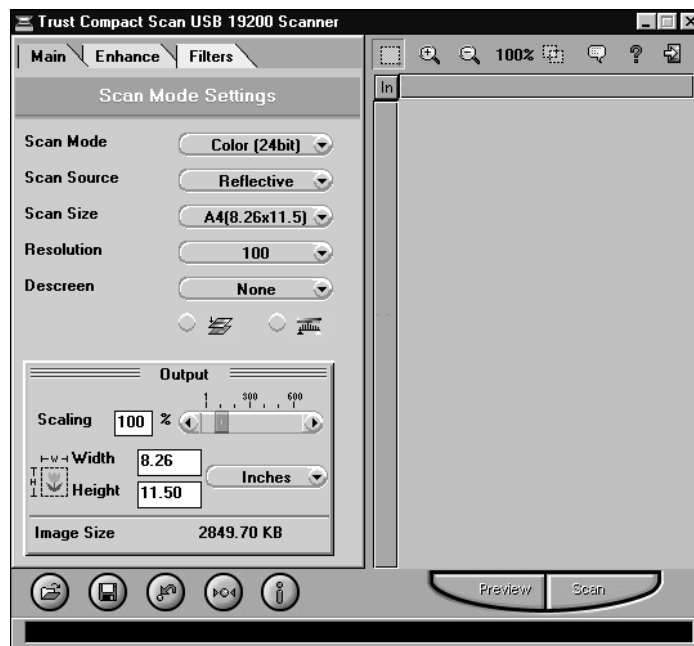 Trust Compact Scan USB 19200 Scanner
Main Enhance Filters
100%
Scan Mode Settings
In
Scan Mode Color (24bit)
Scan Source Reflective
Scan Size A4(8.26x11.5)
Resolution 100
Descreen None
Output
1 300 600
Scaling 100 %
W Width 8.26
H Height 11.50
Inches
Image Size 2849.70 KB
Preview Scan